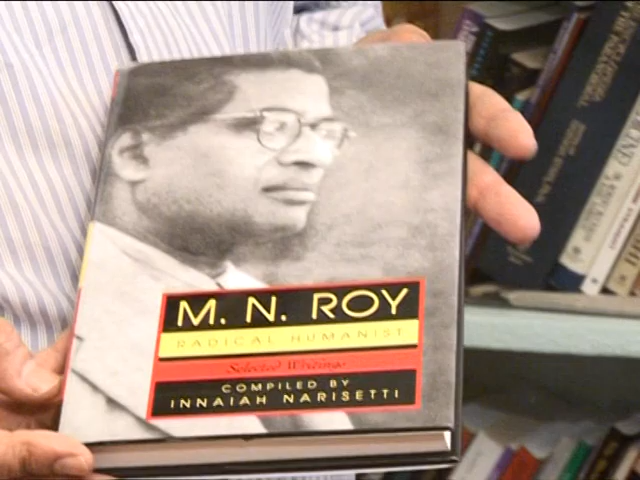 M. N. ROY
RADICAL HUMANIST
Selected Writings
COMPILED BY
INNAIAH NARISETTI